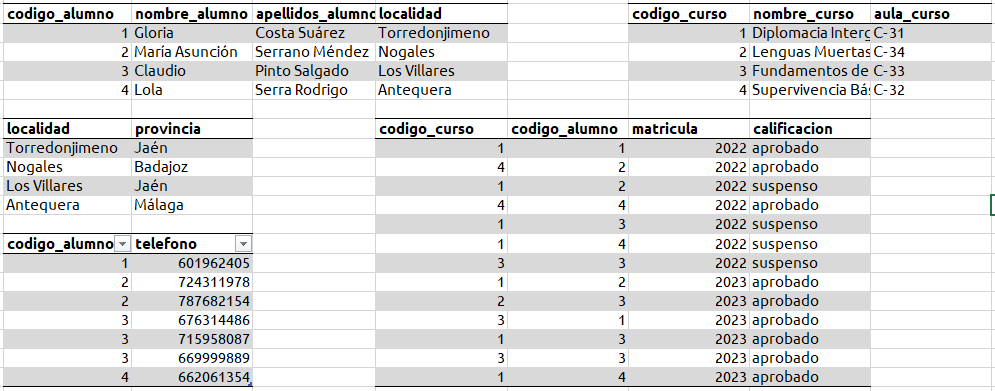 codigo_alumno nombre_alumno apellidos_alumno localidad
1 Gloria Costa Suárez Torredonjimeno
2 María Asunción Serrano Méndez Nogales
3 Claudio Pinto Salgado Los Villares
4 Lola Serra Rodrigo Antequera
codigo_curso nombre_curso aula_curso
1 Diplomacia Interg C-31
2 Lenguas Muertas C-34
3 Fundamentos de C-33
4 Supervivencia Bás C-32
localidad provincia
Torredonjimeno Jaén
Nogales Badajoz
Los Villares Jaén
Antequera Málaga
codigo_alumno telefono
1 601962405
2 724311978
2 787682154
3 676314486
3 715958087
3 669999889
4 662061354
codigo_curso codigo_alumno matricula calificacion
1 1 2022 aprobado
4 2 2022 aprobado
1 2 2022 suspenso
4 4 2022 aprobado
1 3 2022 suspenso
1 4 2022 suspenso
3 3 2022 suspenso
1 2 2023 aprobado
2 3 2023 aprobado
3 1 2023 aprobado
1 3 2023 aprobado
3 3 2023 aprobado
1 4 2023 aprobado